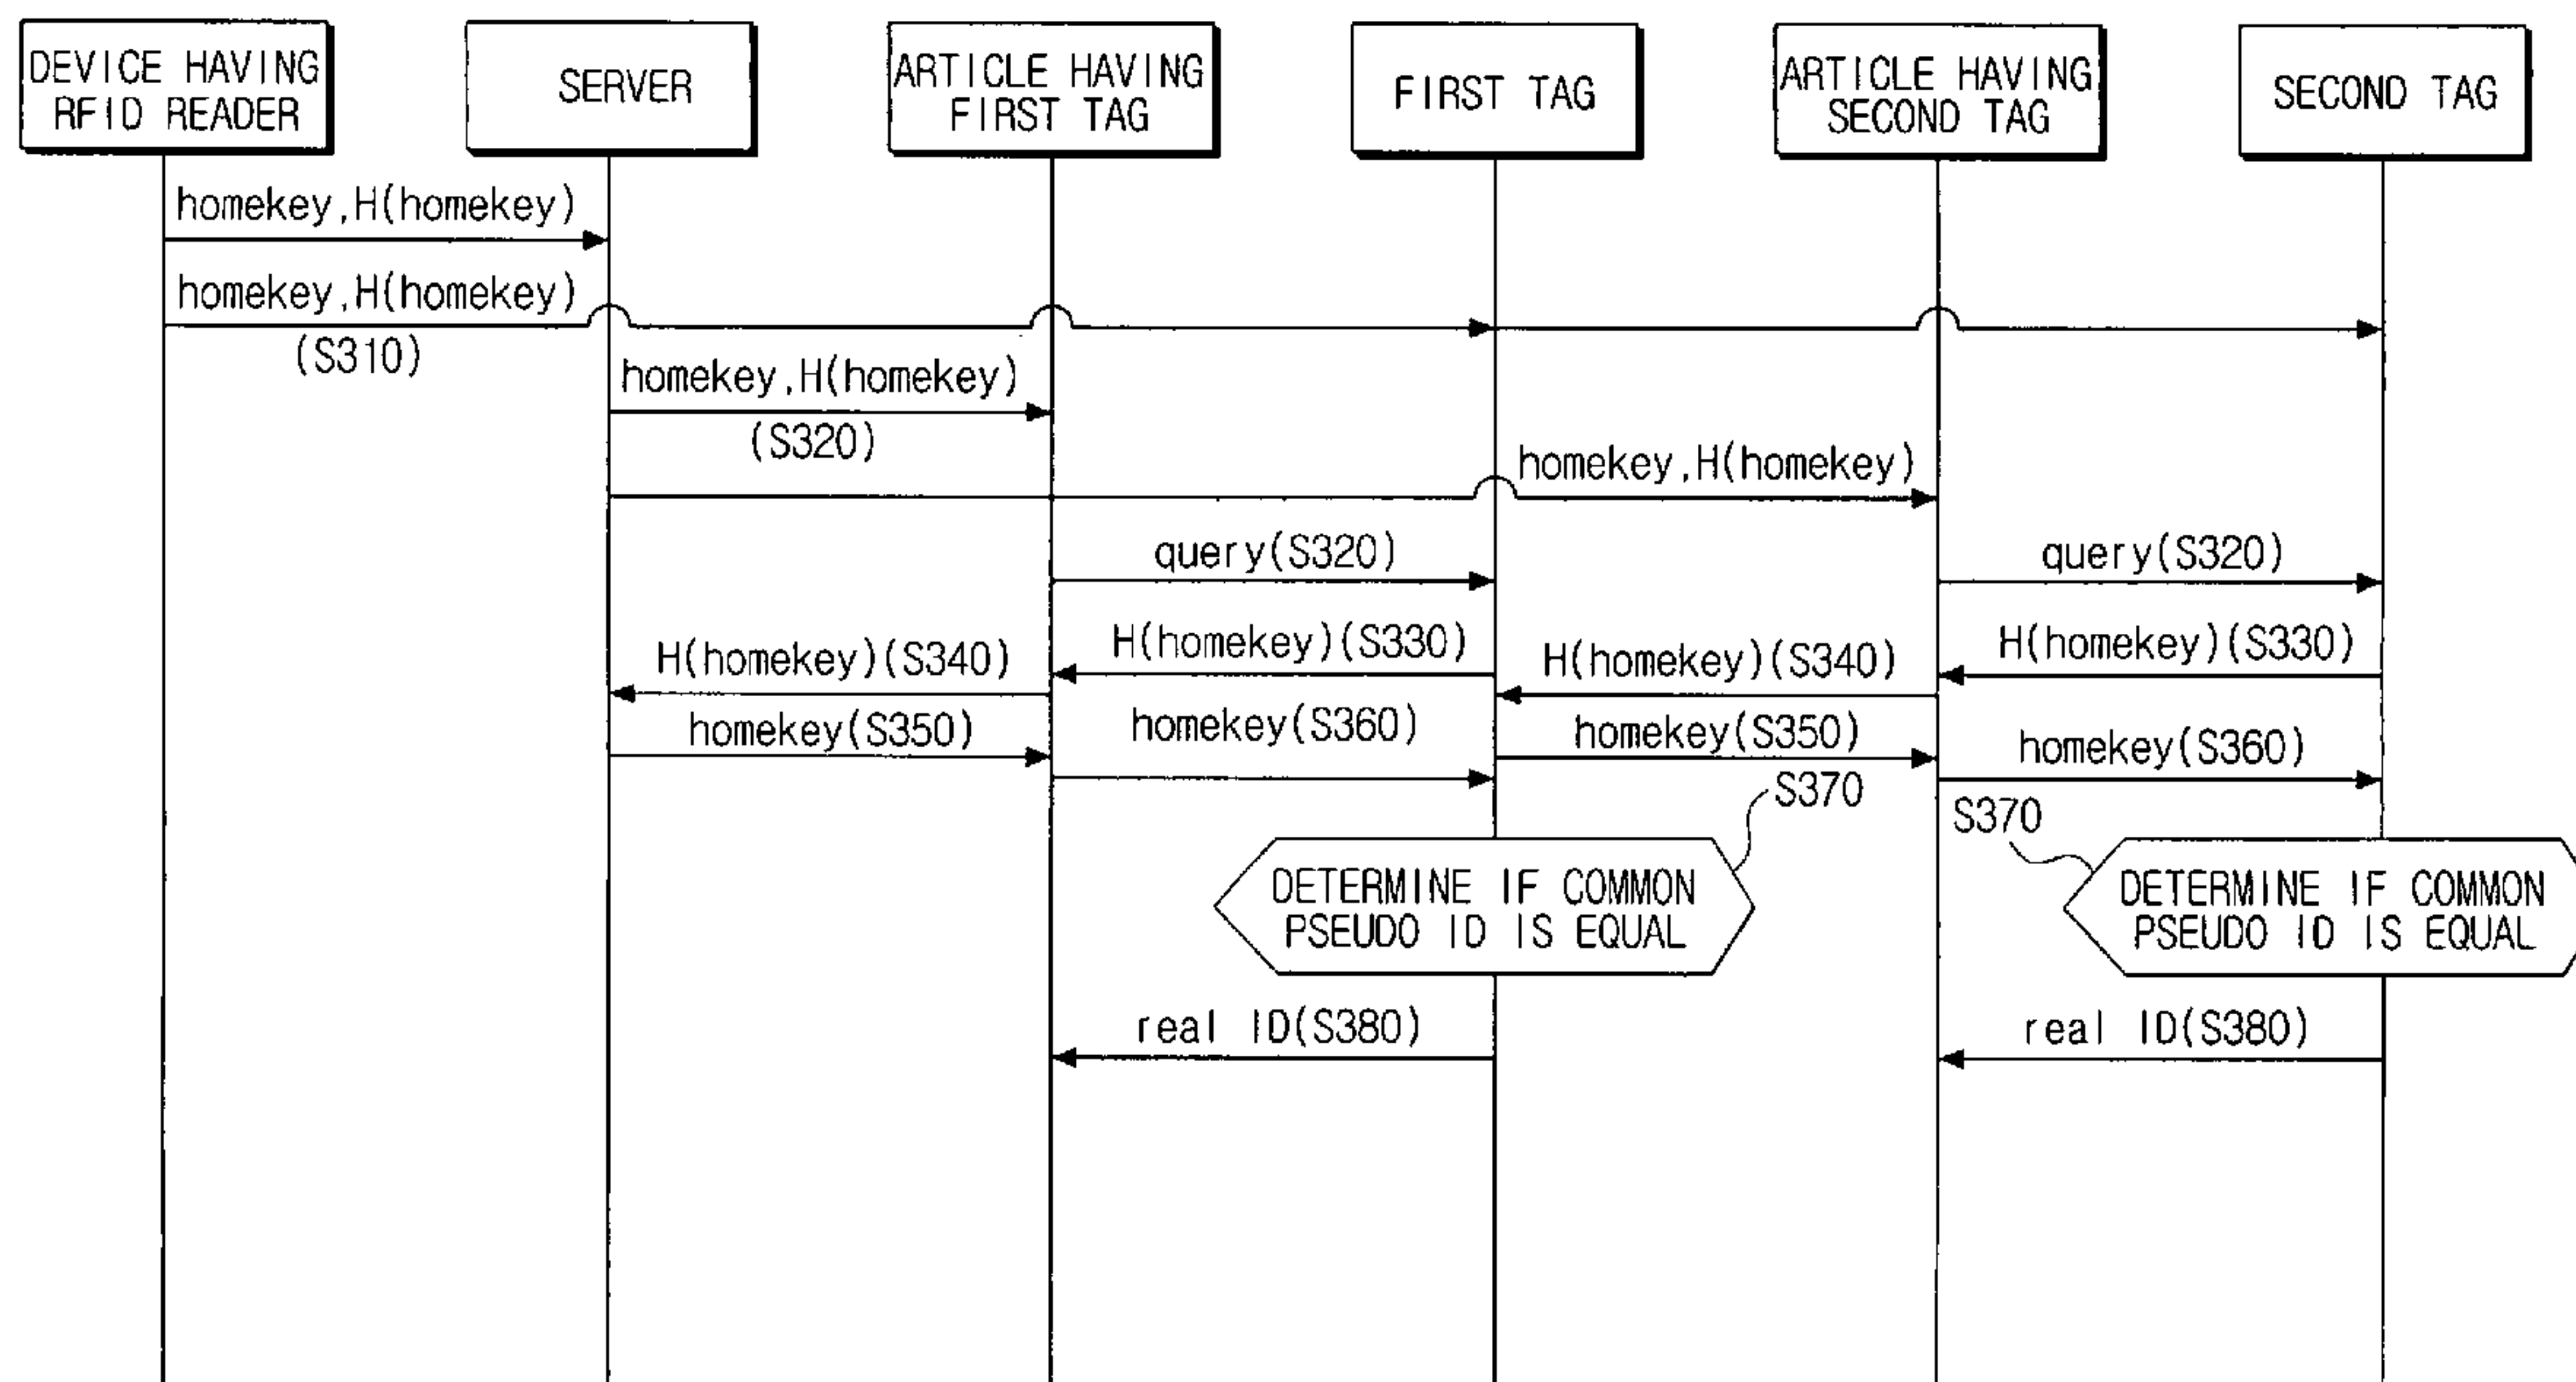 DEVICE HAVING
RFID READER
SERVER
ARTICLE HAVING
FIRST TAG
FIRST TAG
ARTICLE HAVING
SECOND TAG
SECOND TAG
homekey,H(homekey)
homekey,H(homekey)
(S310)
homekey,H(homekey)
(S320)
homekey,H(homekey)
query(S320)
query(S320)
H(homekey)(S340)
H(homekey)(S330)
H(homekey)(S340)
H(homekey)(S330)
homekey(S350)
homekey(S360)
homekey(S350)
homekey(S360)
S370
S370
DETERMINE IF COMMON
PSEUDO ID IS EQUAL
DETERMINE IF COMMON
PSEUDO ID IS EQUAL
real ID(S380)
real ID(S380)